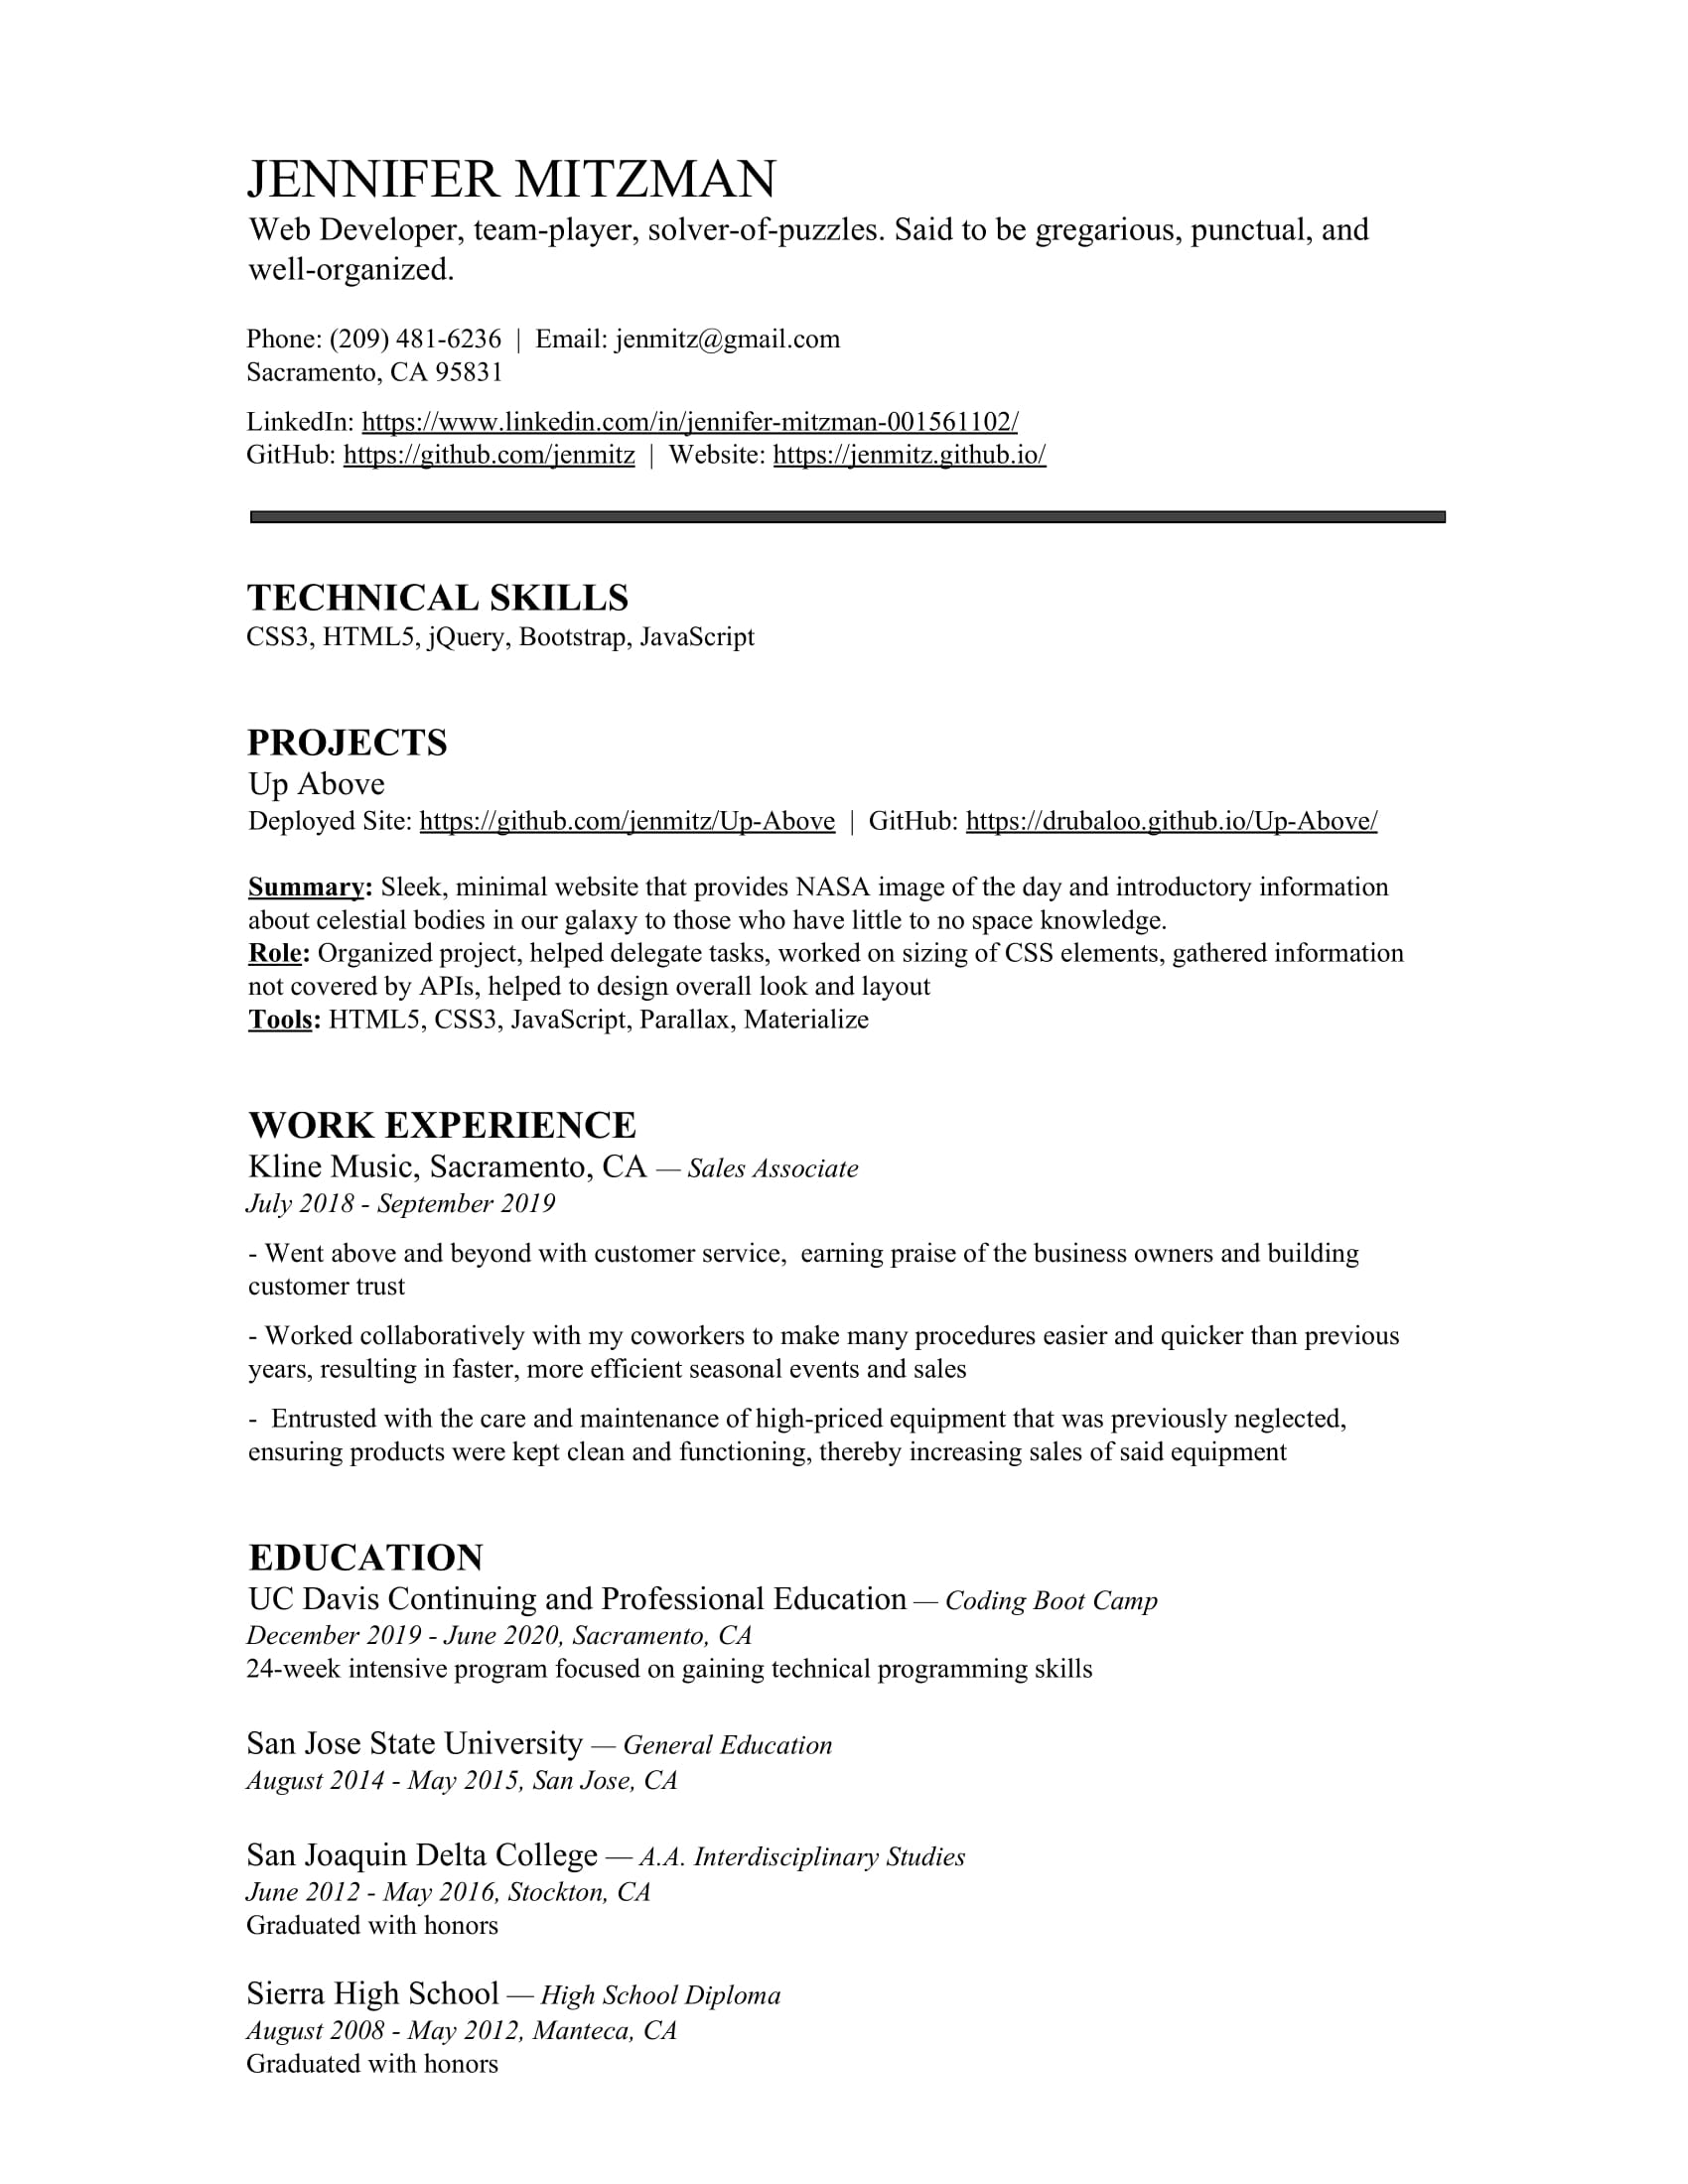 JENNIFER MITZMAN
Web Developer, team-player, solver-of-puzzles. Said to be gregarious, punctual, and
well-organized.
Phone: (209) 481-6236 | Email: jenmitz@gmail.com
Sacramento, CA 95831
LinkedIn: https://www.linkedin.com/in/jennifer-mitzman-001561102/
GitHub: https://github.com/jenmitz | Website: https://jenmitz.github.io/
TECHNICAL SKILLS
CSS3, HTML5, jQuery, Bootstrap, JavaScript
PROJECTS
Up Above
Deployed Site: https://github.com/jenmitz/Up-Above | GitHub: https://drubaloo.github.io/Up-Above/
Summary: Sleek, minimal website that provides NASA image of the day and introductory information
about celestial bodies in our galaxy to those who have little to no space knowledge.
Role: Organized project, helped delegate tasks, worked on sizing of CSS elements, gathered information
not covered by APIs, helped to design overall look and layout
Tools: HTML5, CSS3, JavaScript, Parallax, Materialize
WORK EXPERIENCE
Kline Music, Sacramento, CA — Sales Associate
July 2018 - September 2019
- Went above and beyond with customer service,  earning praise of the business owners and building
customer trust
- Worked collaboratively with my coworkers to make many procedures easier and quicker than previous
years, resulting in faster, more efficient seasonal events and sales
-  Entrusted with the care and maintenance of high-priced equipment that was previously neglected,
ensuring products were kept clean and functioning, thereby increasing sales of said equipment
EDUCATION
UC Davis Continuing and Professional Education — Coding Boot Camp
December 2019 - June 2020, Sacramento, CA
24-week intensive program focused on gaining technical programming skills
San Jose State University — General Education
August 2014 - May 2015, San Jose, CA
San Joaquin Delta College — A.A. Interdisciplinary Studies
June 2012 - May 2016, Stockton, CA
Graduated with honors
Sierra High School — High School Diploma
August 2008 - May 2012, Manteca, CA
Graduated with honors